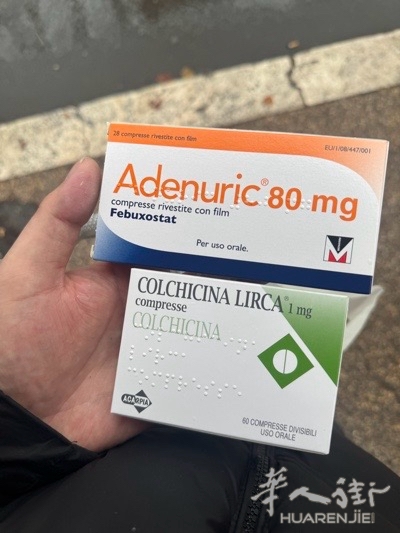 28 compresse rivestite con film
EU/1/08/447/001
Adenuric® 80 mg
compresse rivestite con film
Febuxostat
Per uso orale.
COLCHICINA LIRCA® 1 mg
compresse
COLCHICINA
ACARPIA
60 COMPRESSE DIVISIBILI
USO ORALE
华人街
HUARENJIE